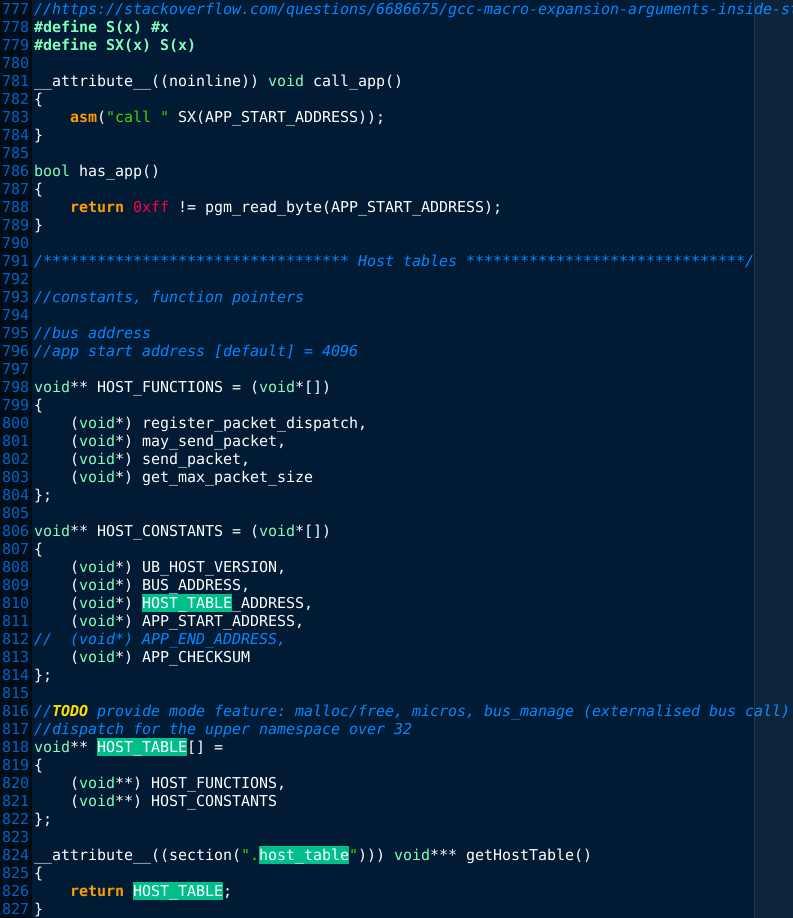 777 //https://stackoverflow.com/questions/6686675/gcc-macro-expansion-arguments-inside-s
778 #define S(x) #x
779 #define SX(x) S(x)
780
781 __attribute__((noinline)) void call_app()
782 {
783     asm("call " SX(APP_START_ADDRESS));
784 }
785
786 bool has_app()
787 {
788     return 0xff != pgm_read_byte(APP_START_ADDRESS);
789 }
790
791 /********************************** Host tables *******************************/
792
793 //constants, function pointers
794
795 //bus address
796 //app start address [default] = 4096
797
798 void** HOST_FUNCTIONS = (void*[])
799 {
800     (void*) register_packet_dispatch,
801     (void*) may_send_packet,
802     (void*) send_packet,
803     (void*) get_max_packet_size
804 };
805
806 void** HOST_CONSTANTS = (void*[])
807 {
808     (void*) UB_HOST_VERSION,
809     (void*) BUS_ADDRESS,
810     (void*) HOST_TABLE_ADDRESS,
811     (void*) APP_START_ADDRESS,
812 //  (void*) APP_END_ADDRESS,
813     (void*) APP_CHECKSUM
814 };
815
816 //TODO provide mode feature: malloc/free, micros, bus_manage (externalised bus call)
817 //dispatch for the upper namespace over 32
818 void** HOST_TABLE[] =
819 {
820     (void**) HOST_FUNCTIONS,
821     (void**) HOST_CONSTANTS
822 };
823
824 __attribute__((section(".host_table"))) void*** getHostTable()
825 {
826     return HOST_TABLE;
827 }